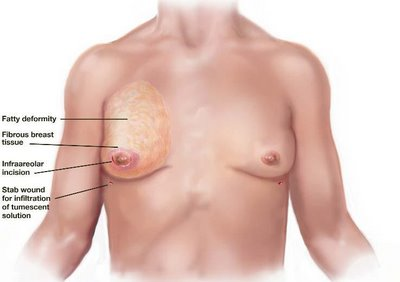 Fatty deformity
Fibrous breast
tissue
Infraareolar
incision
Stab wound
for infiltration
of tumescent
solution